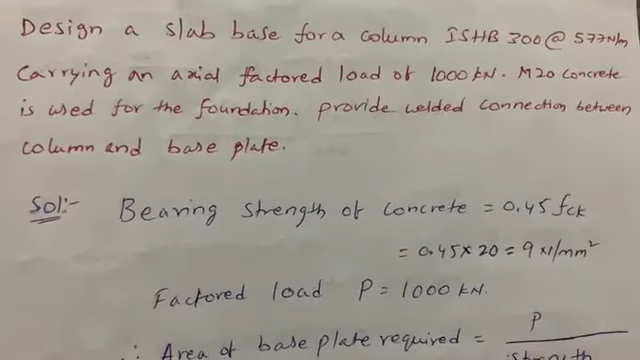 Design a slab base for a column ISHB 300@ 577N/m
Carrying an axial factored load of 1000 kN. M20 concrete
is used for the foundation. provide welded connection between
column and base plate.
Sol:- Bearing strength of concrete = 0.45 fck
= 0.45×20 = 9 N/mm²
Factored load P = 1000 KN.
∴ Area of base plate required = P
strength